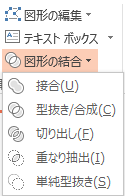 図形の編集
テキスト ボックス
図形の結合
接合(U)
型抜き/合成(C)
切り出し(F)
重なり抽出(I)
単純型抜き(S)